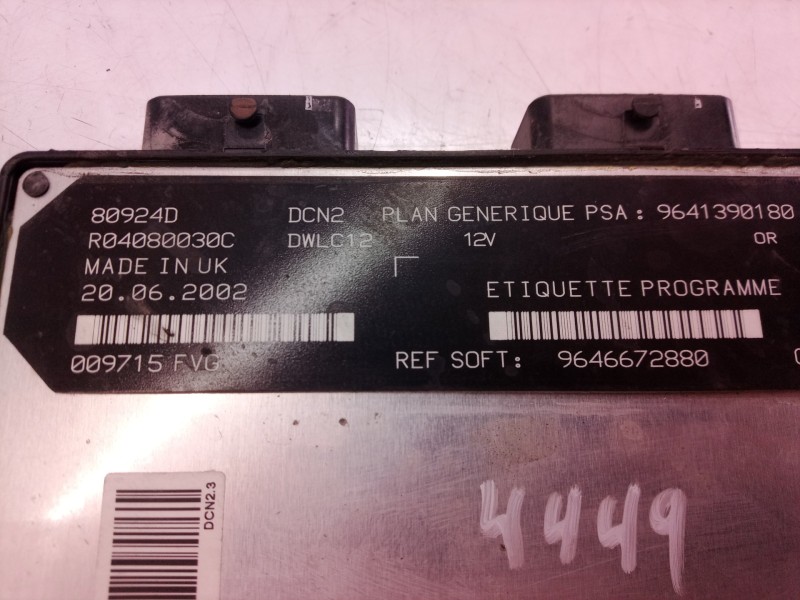 80924D DCN2 PLAN GENERIQUE PSA : 9641390180
R04080030C DWLC12 12V OR
MADE IN UK
20.06.2002 ETIQUETTE PROGRAMME
009715 FVG REF SOFT : 9646672880
DCN2.3
4449